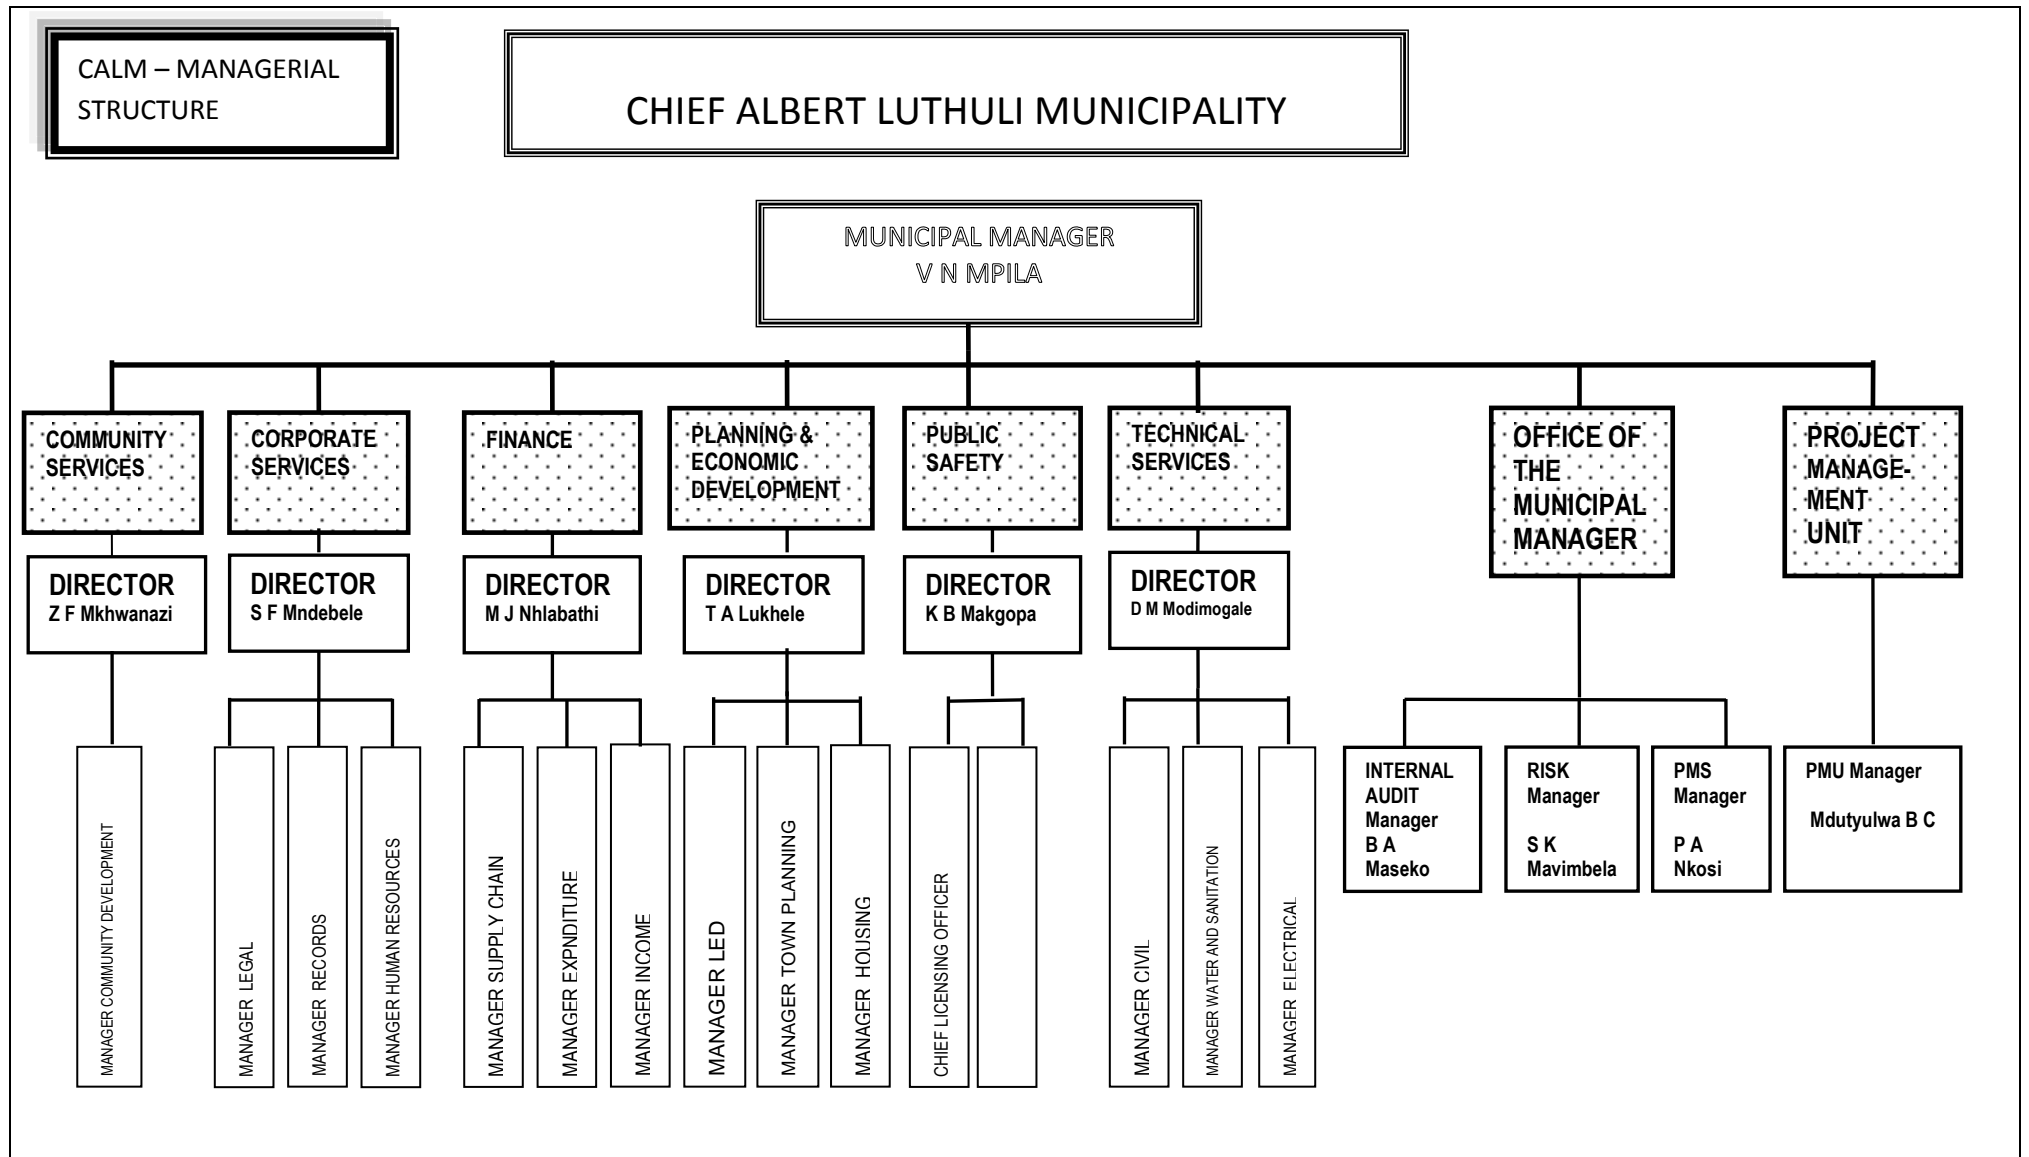 CALM – MANAGERIAL
STRUCTURE
CHIEF ALBERT LUTHULI MUNICIPALITY
MUNICIPAL MANAGER
V N MPILA
COMMUNITY
SERVICES
CORPORATE
SERVICES
FINANCE
PLANNING &
ECONOMIC
DEVELOPMENT
PUBLIC
SAFETY
TECHNICAL
SERVICES
OFFICE OF
THE
MUNICIPAL
MANAGER
PROJECT
MANAGE-
MENT
UNIT
DIRECTOR
Z F Mkhwanazi
DIRECTOR
S F Mndebele
DIRECTOR
M J Nhlabathi
DIRECTOR
T A Lukhele
DIRECTOR
K B Makgopa
DIRECTOR
D M Modimogale
MANAGER COMMUNITY DEVELOPMENT
MANAGER LEGAL
MANAGER RECORDS
MANAGER HUMAN RESOURCES
MANAGER SUPPLY CHAIN
MANAGER EXPNDITURE
MANAGER INCOME
MANAGER LED
MANAGER TOWN PLANNING
MANAGER HOUSING
CHIEF LICENSING OFFICER
MANAGER CIVIL
MANAGER WATER AND SANITATION
MANAGER ELECTRICAL
INTERNAL
AUDIT
Manager
B A
Maseko
RISK
Manager
S K
Mavimbela
PMS
Manager
P A
Nkosi
PMU Manager
Mdutyulwa B C